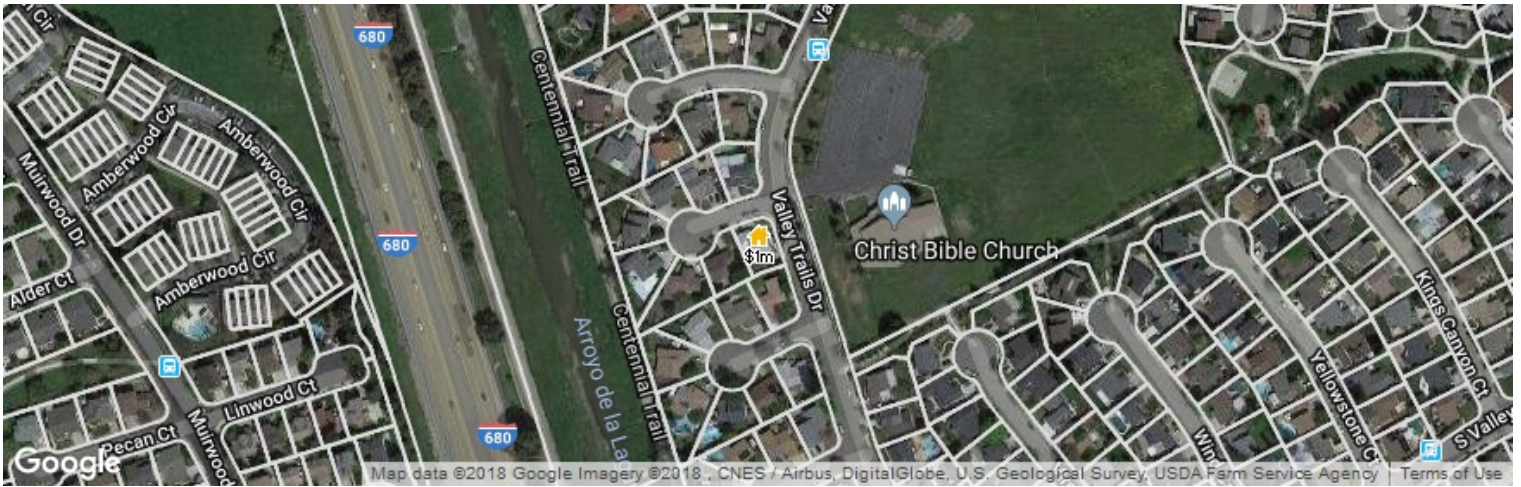 680
Va
Centennial Trail
Amberwood Cir
Amberwood Cir
Muirwood Dr
Valley Trails Dr
680
$1m
Christ Bible Church
Amberwood Cir
Alder Ct
Kings Canyon Ct
Centennial Trail
Arroyo de la La
Yellowstone Ct
Linwood Ct
Muirwood
Pecan Ct
680
Win
S Valley
Google
Map data ©2018 Google Imagery ©2018 , CNES / Airbus, DigitalGlobe, U.S. Geological Survey, USDA Farm Service Agency
Terms of Use